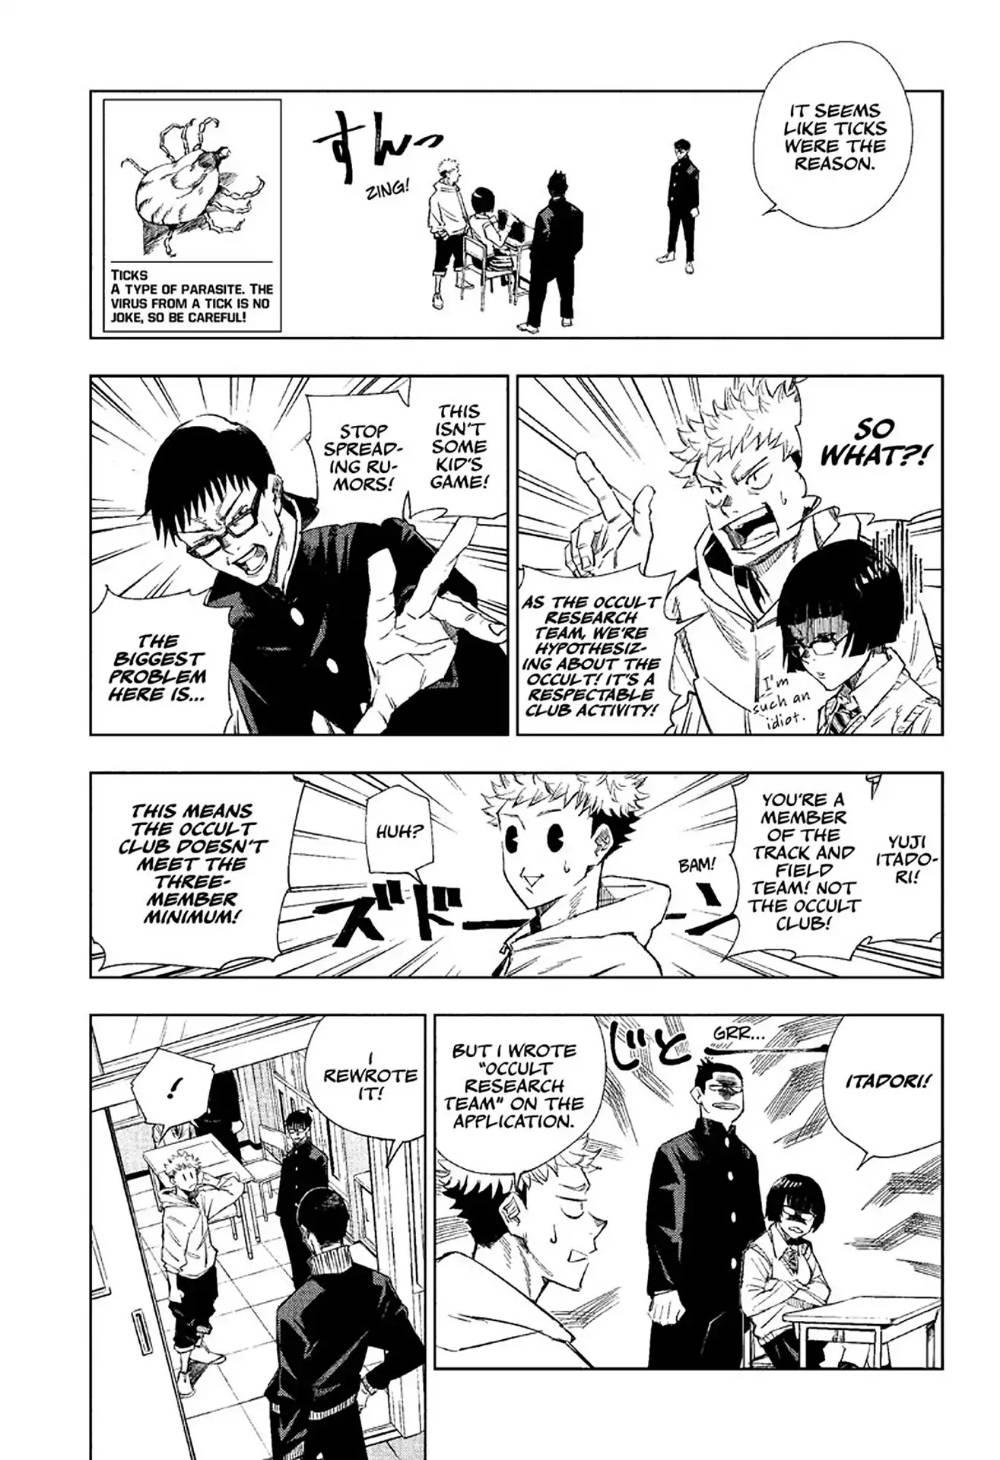 IT SEEMS
LIKE TICKS
WERE THE
REASON.
すんっ
ZING!
TICKS
A TYPE OF PARASITE. THE
VIRUS FROM A TICK IS NO
JOKE, SO BE CAREFUL!
SO
WHAT?!
AS THE OCCULT
RESEARCH
TEAM, WE'RE
HYPOTHESIZ-
ING ABOUT THE
OCCULT! IT'S A
RESPECTABLE
CLUB ACTIVITY!
I'm
such an
idiot.
THIS
ISN'T
SOME
KID'S
GAME!
STOP
SPREAD-
ING RU-
MORS!
THE
BIGGEST
PROBLEM
HERE IS...
YUJI
ITADO-
RI!
YOU'RE A
MEMBER
OF THE
TRACK AND
FIELD
TEAM! NOT
THE OCCULT
CLUB!
BAM!
ズドーーン
HUH?
THIS MEANS
THE OCCULT
CLUB DOESN'T
MEET THE
THREE-
MEMBER
MINIMUM!
ITADORI!
GRR...
じとー
BUT I WROTE
"OCCULT
RESEARCH
TEAM" ON THE
APPLICATION.
I
REWROTE
IT!
!